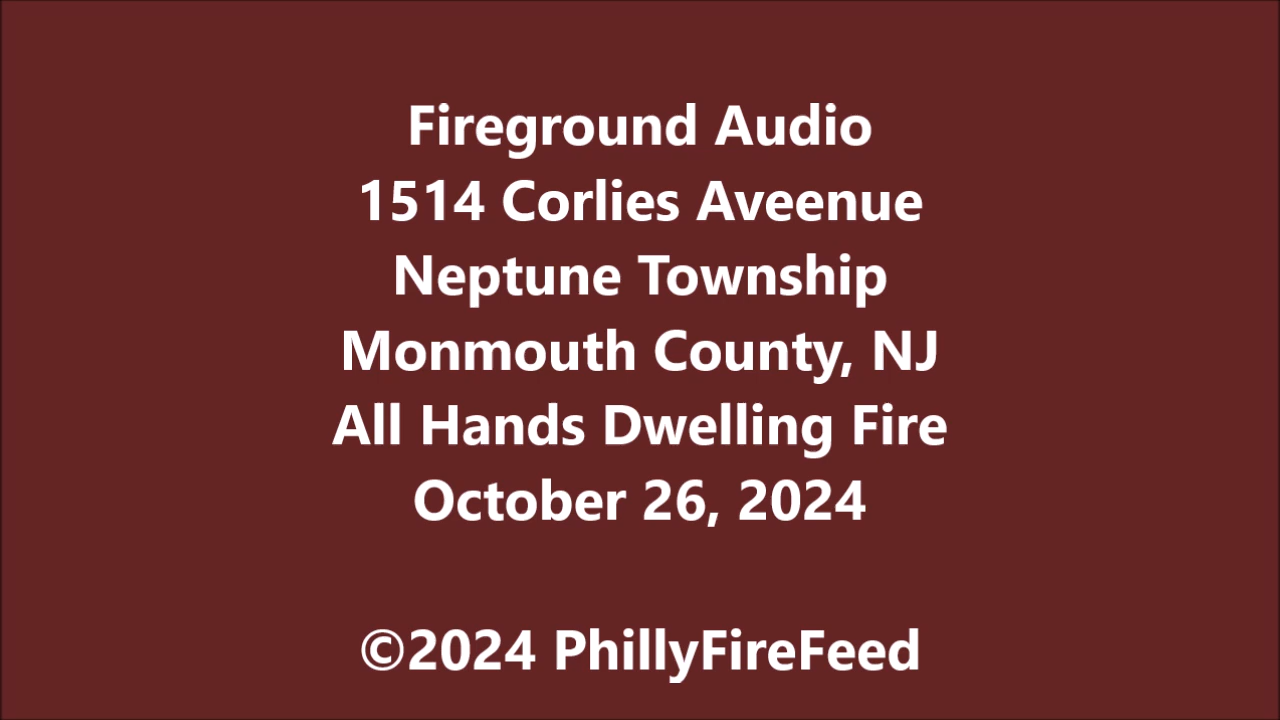 Fireground Audio
1514 Corlies Aveenue
Neptune Township
Monmouth County, NJ
All Hands Dwelling Fire
October 26, 2024
©2024 PhillyFireFeed